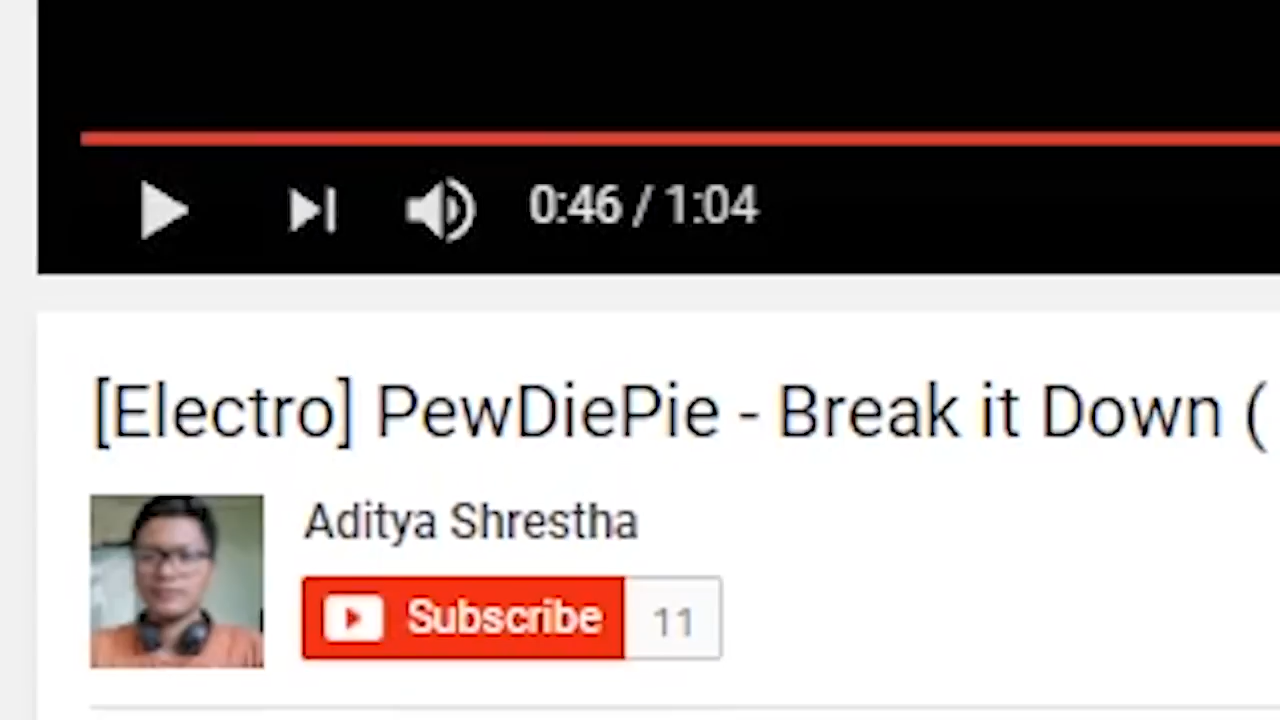 0:46 / 1:04
[Electro] PewDiePie - Break it Down (
Aditya Shrestha
Subscribe 11